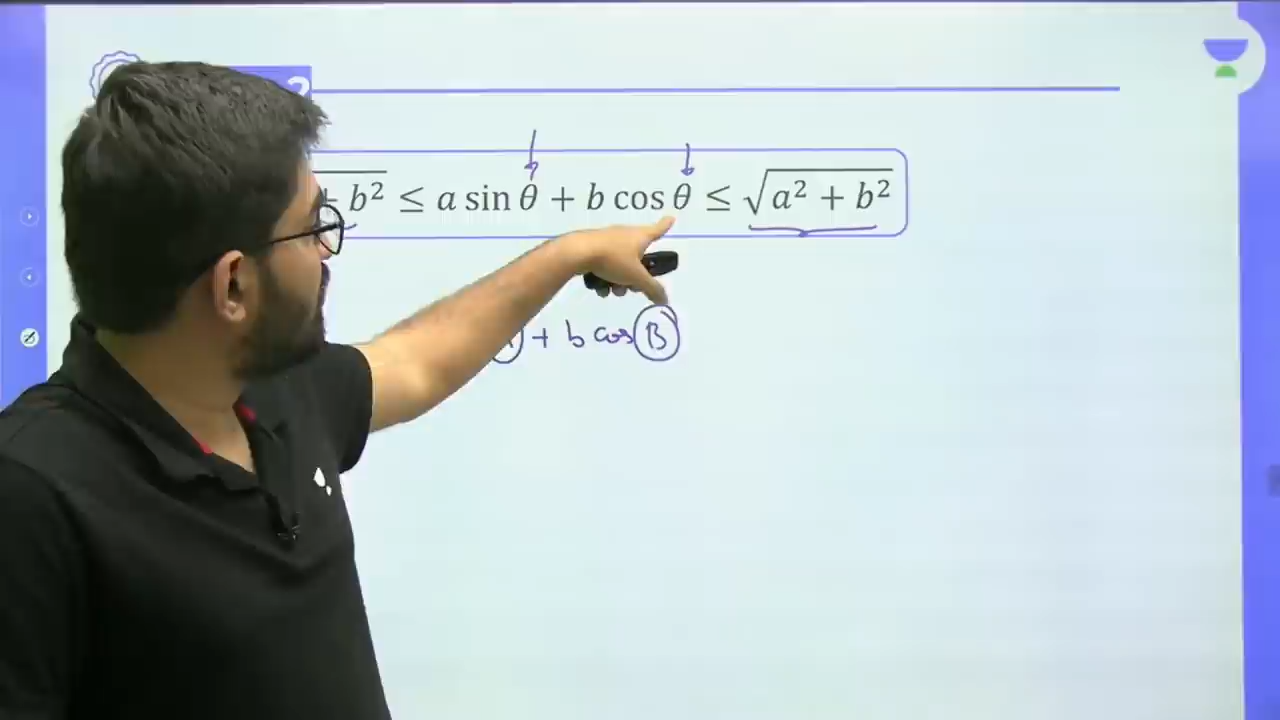 + b² ≤ a sin θ + b cos θ ≤ √a² + b²
+ b cos B